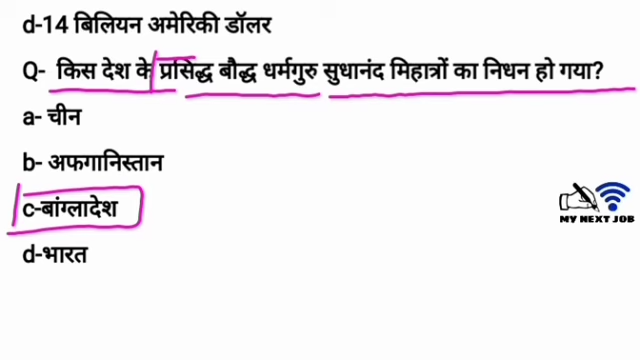 d-14 बिलियन अमेरिकी डॉलर
Q- किस देश के प्रसिद्ध बौद्ध धर्मगुरु सुधानंद मिहात्रों का निधन हो गया?
a- चीन
b- अफगानिस्तान
c-बांग्लादेश
MY NEXT JOB
d-भारत